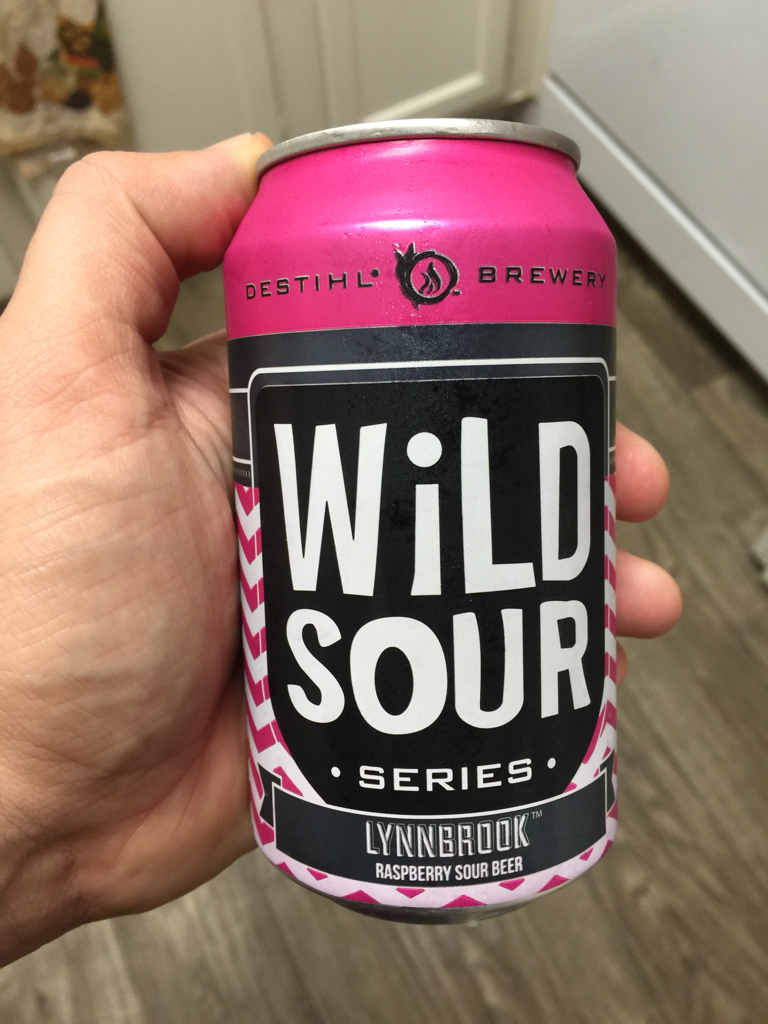 DESTIHL BREWERY
WiLD
SOUR
• SERIES •
LYNNBROOK™
RASPBERRY SOUR BEER